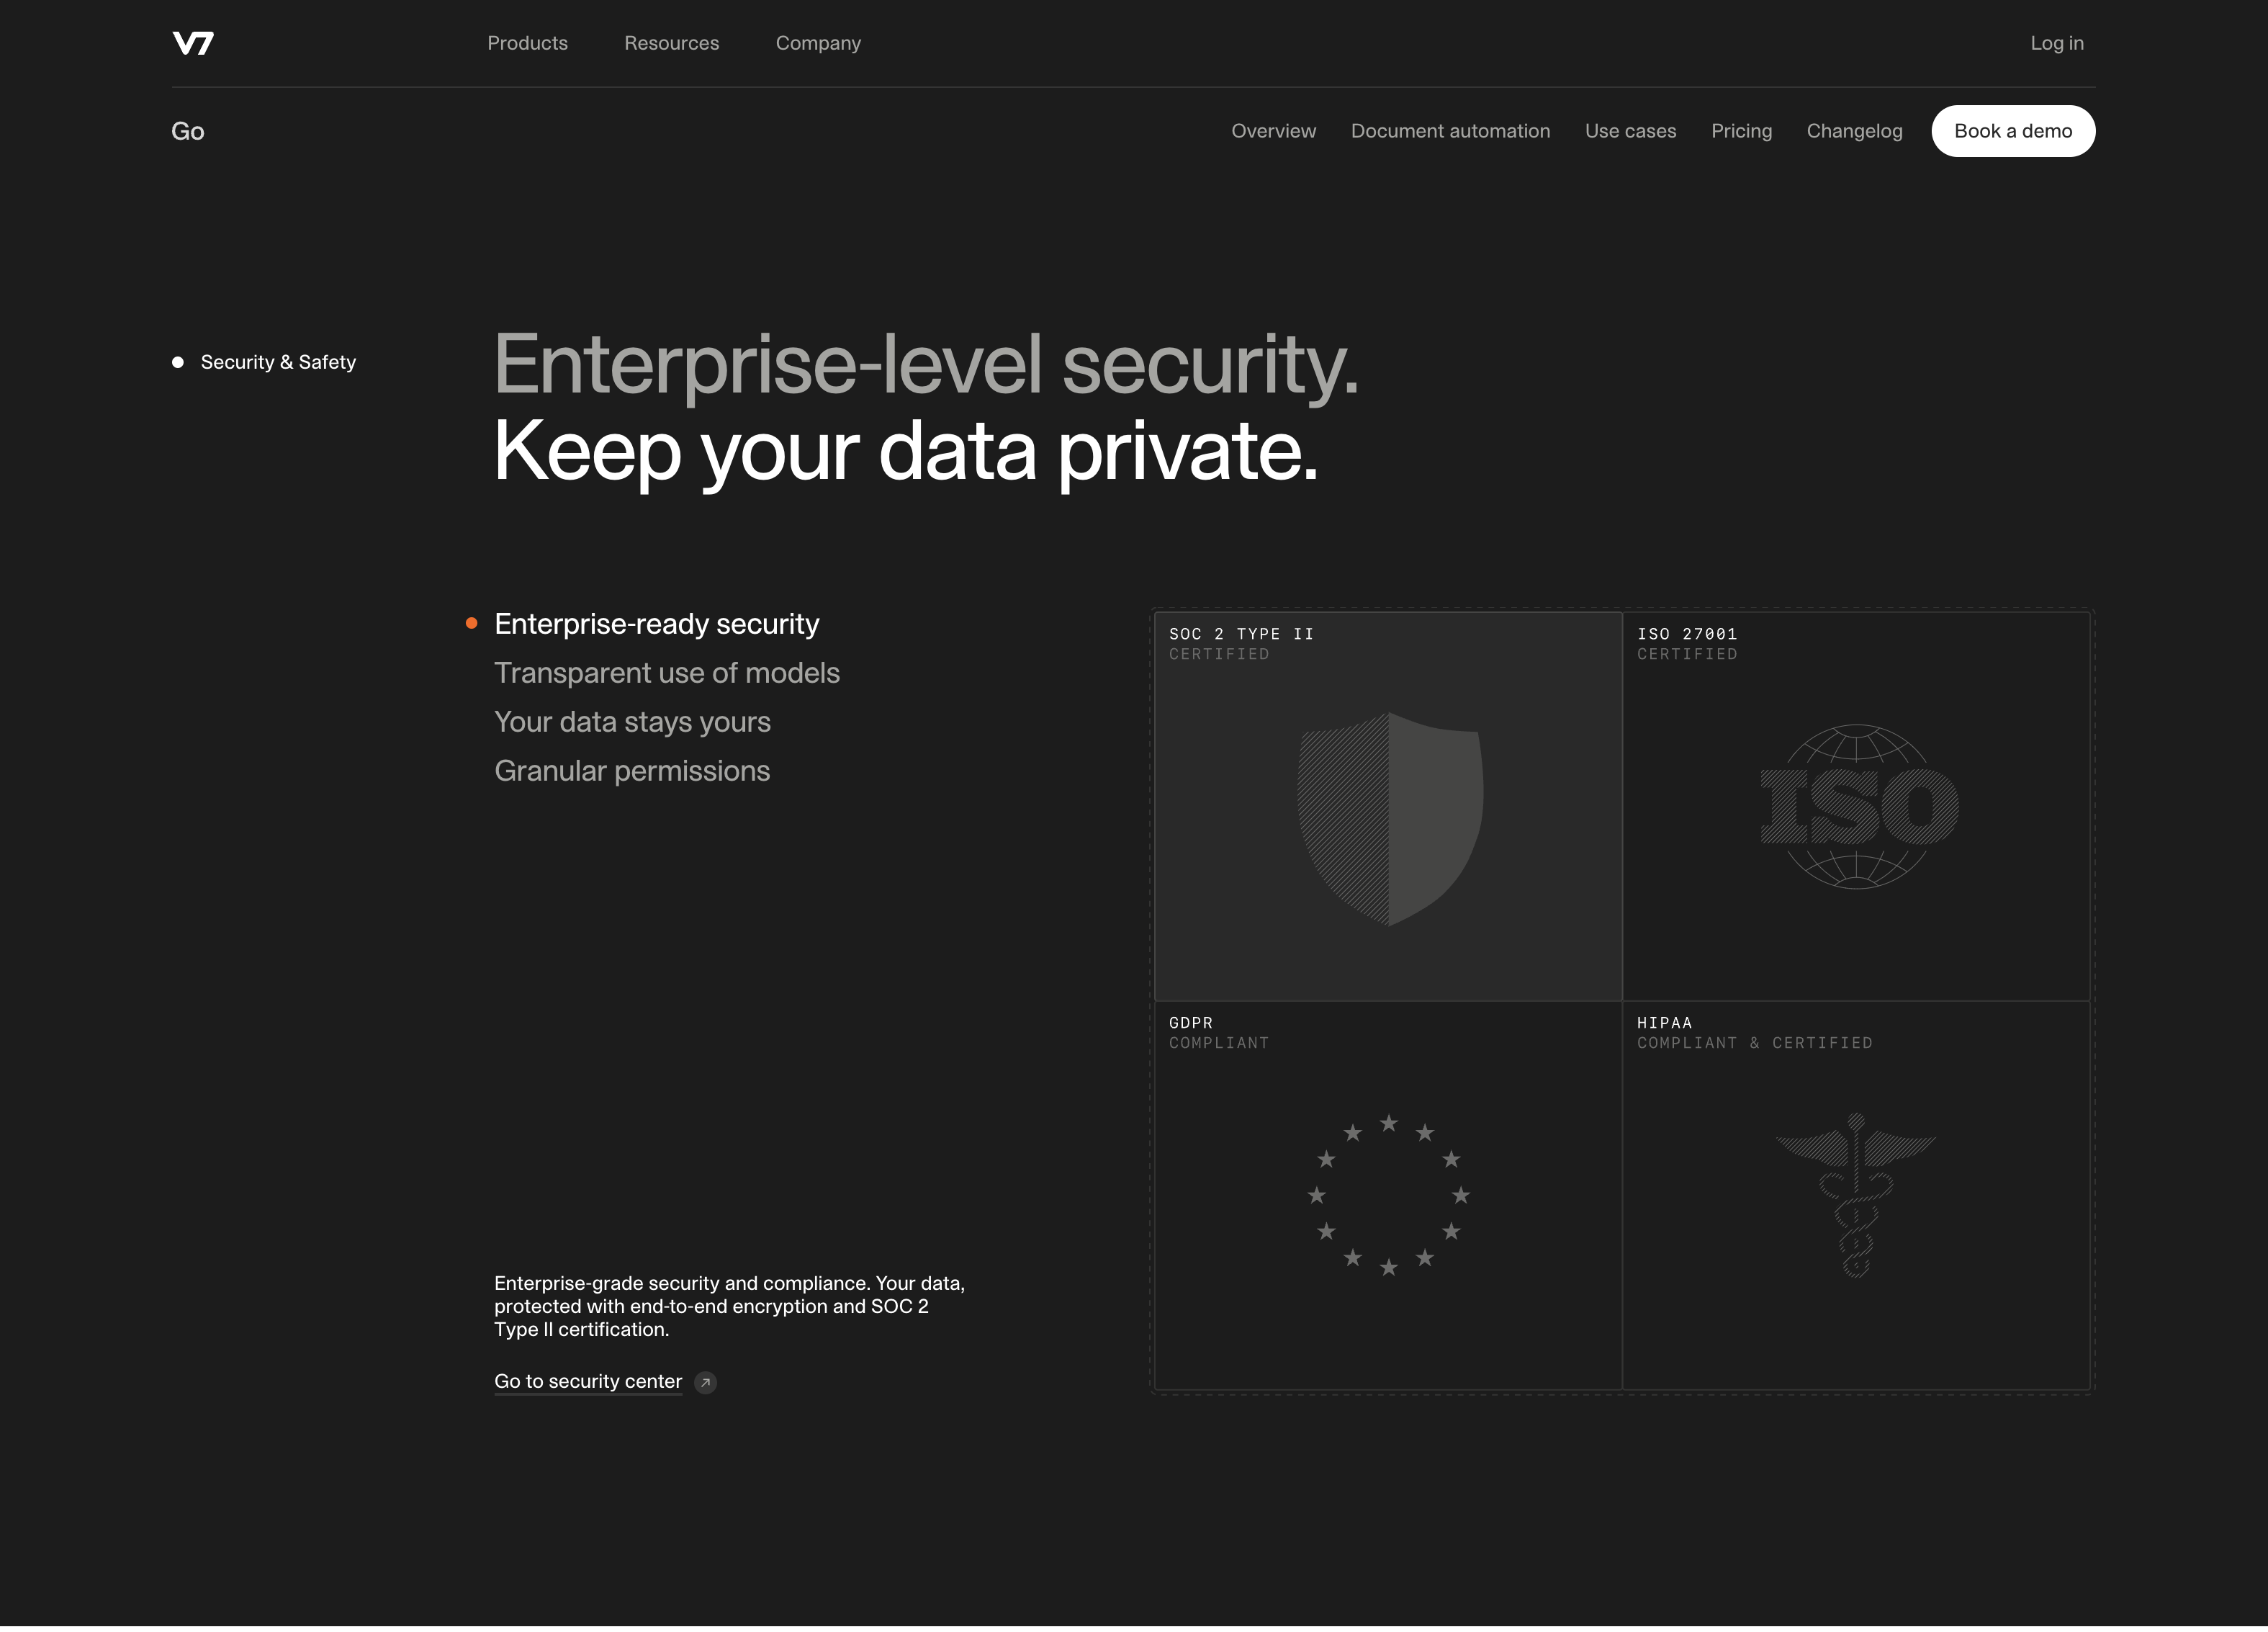 V7
Products Resources Company Log in
Go
Overview Document automation Use cases Pricing Changelog Book a demo
Security & Safety
Enterprise-level security.
Keep your data private.
Enterprise-ready security
Transparent use of models
Your data stays yours
Granular permissions
Enterprise-grade security and compliance. Your data,
protected with end-to-end encryption and SOC 2
Type II certification.
Go to security center
SOC 2 TYPE II
CERTIFIED
ISO 27001
CERTIFIED
ISO
GDPR
COMPLIANT
HIPAA
COMPLIANT & CERTIFIED